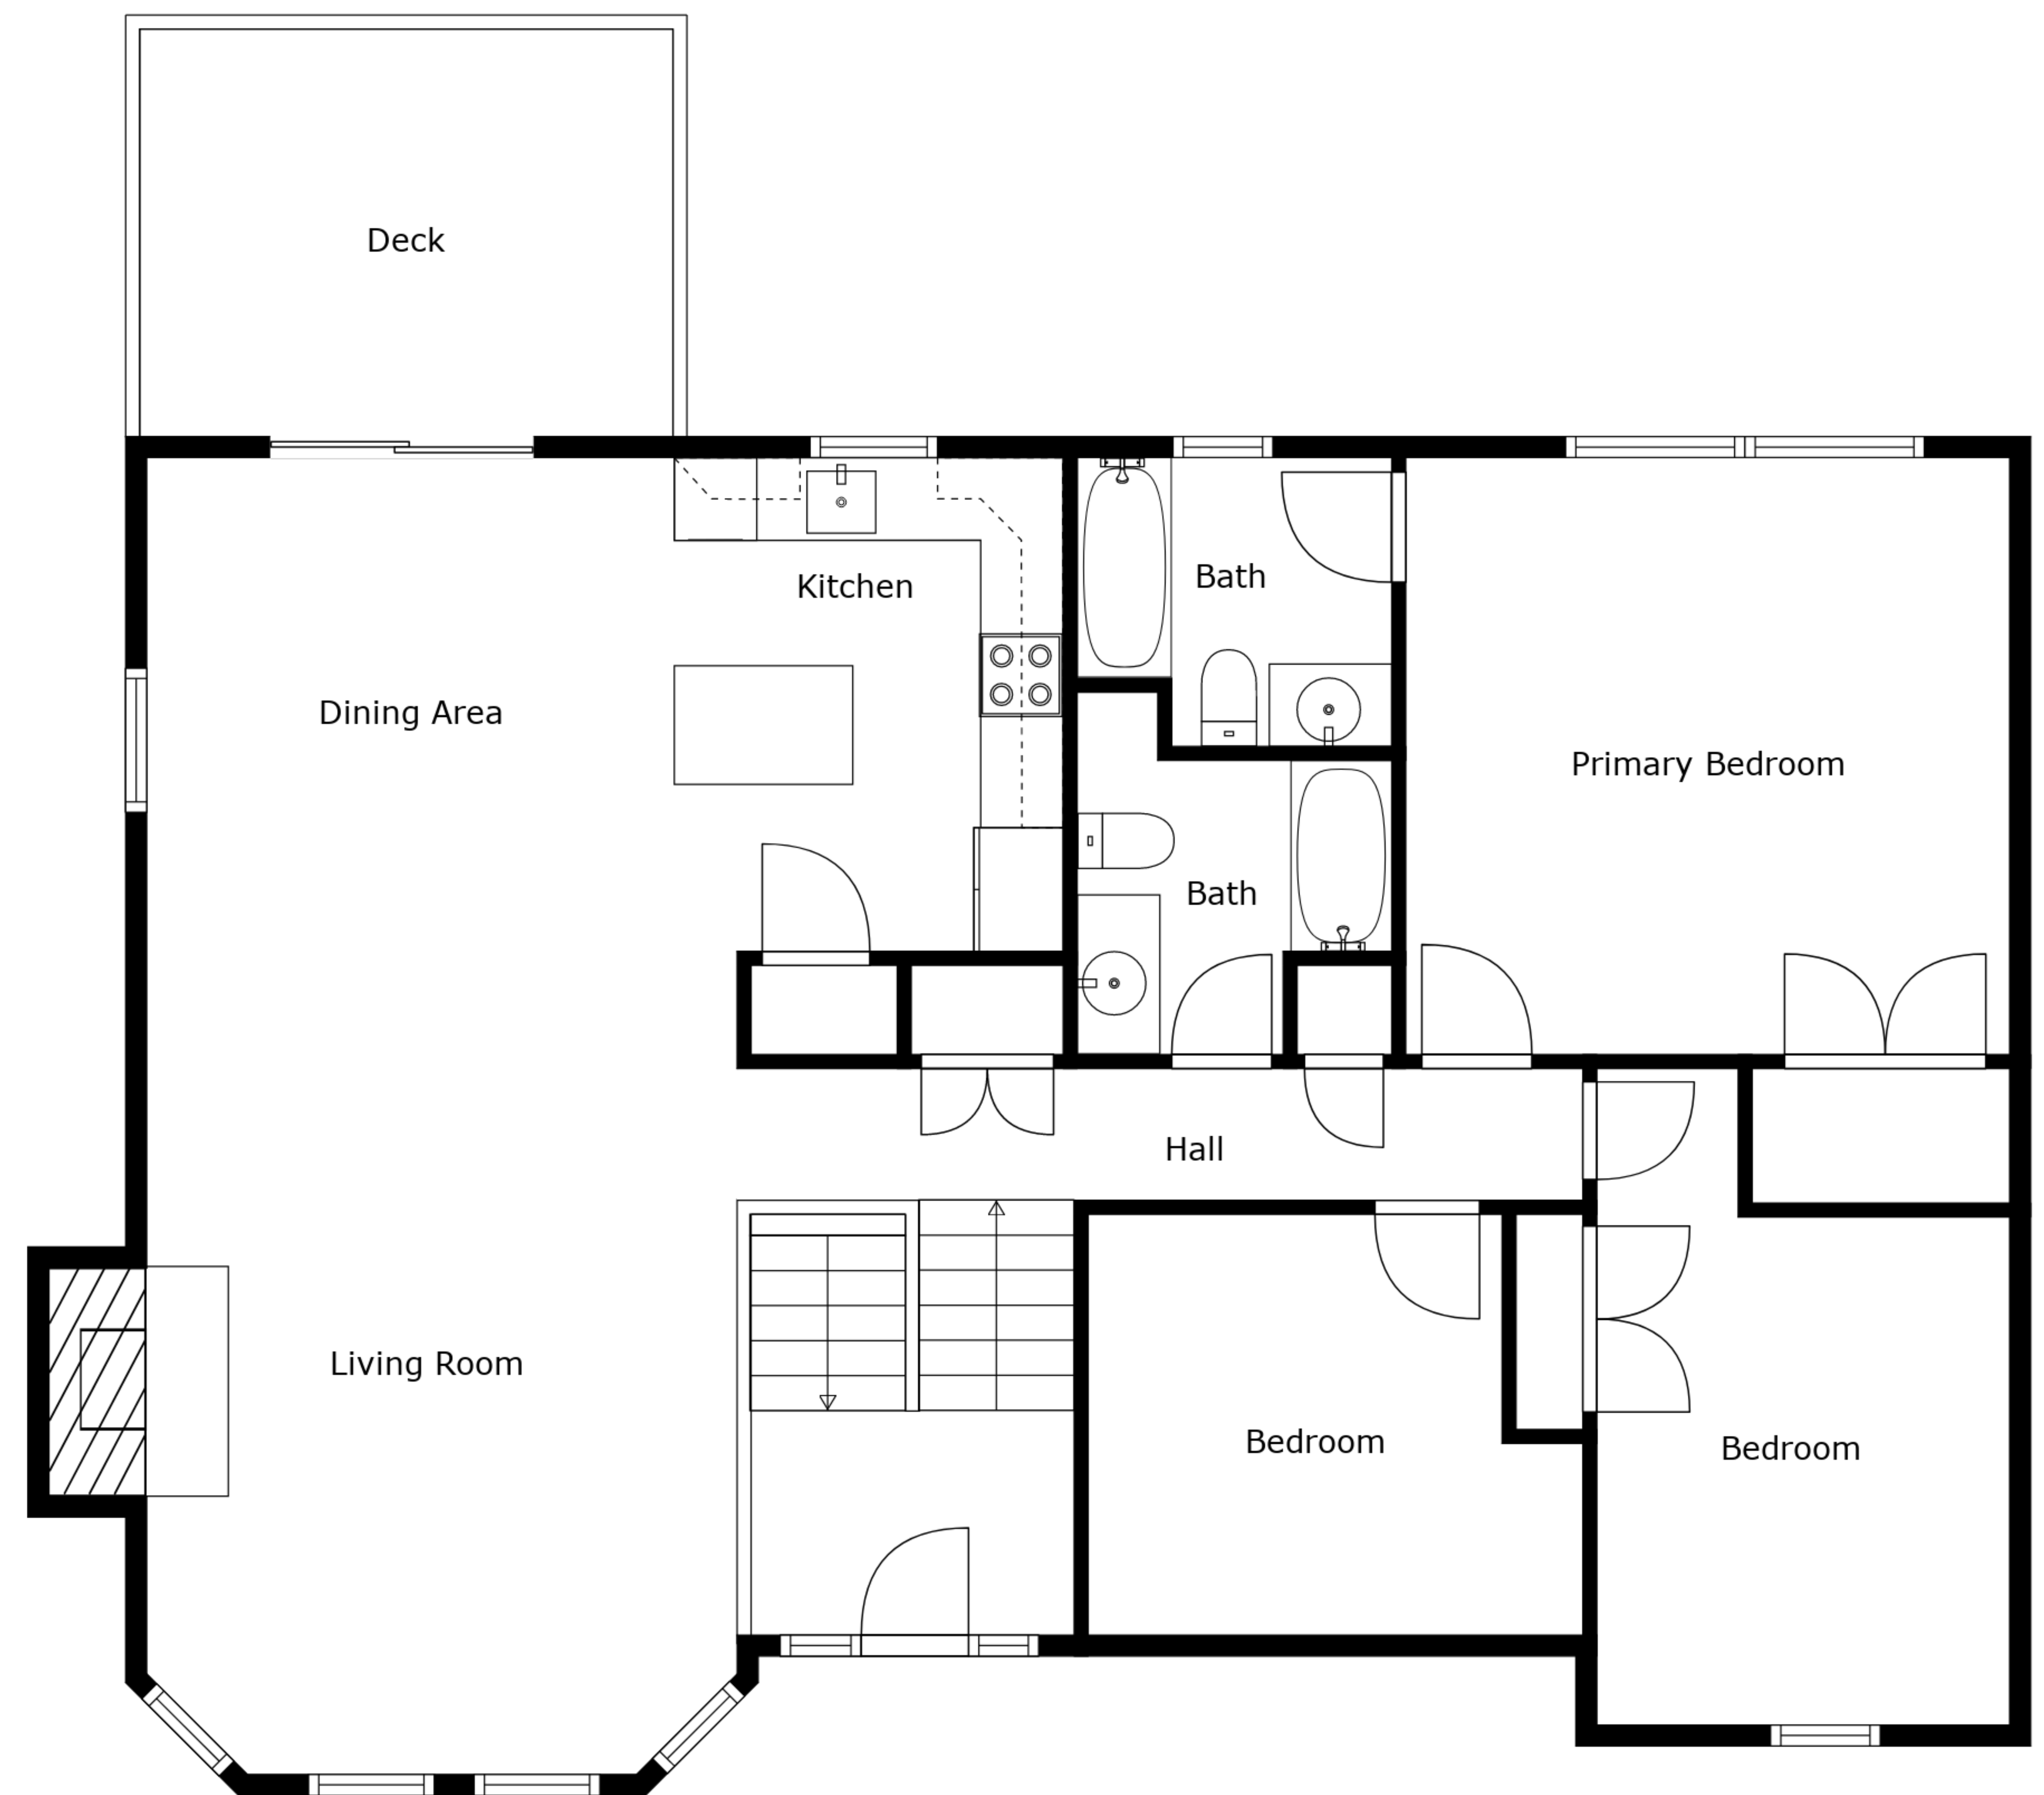 Deck
Kitchen
Bath
Dining Area
Primary Bedroom
Bath
Hall
Living Room
Bedroom
Bedroom